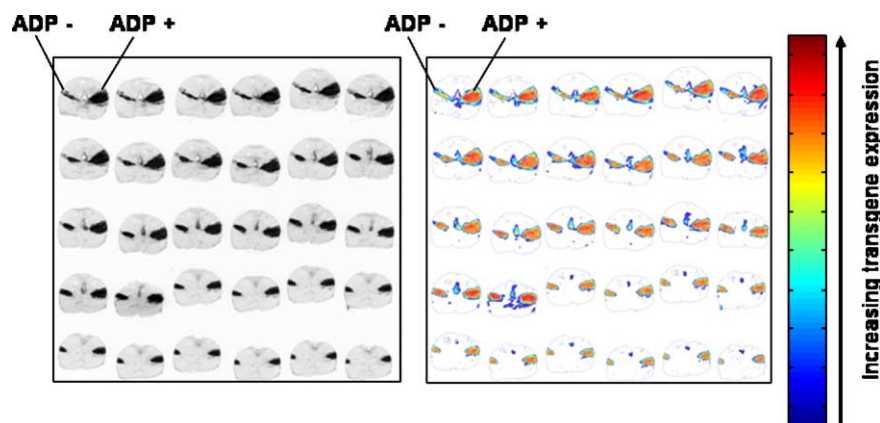 ADP - ADP +
ADP - ADP +
Increasing transgene expression